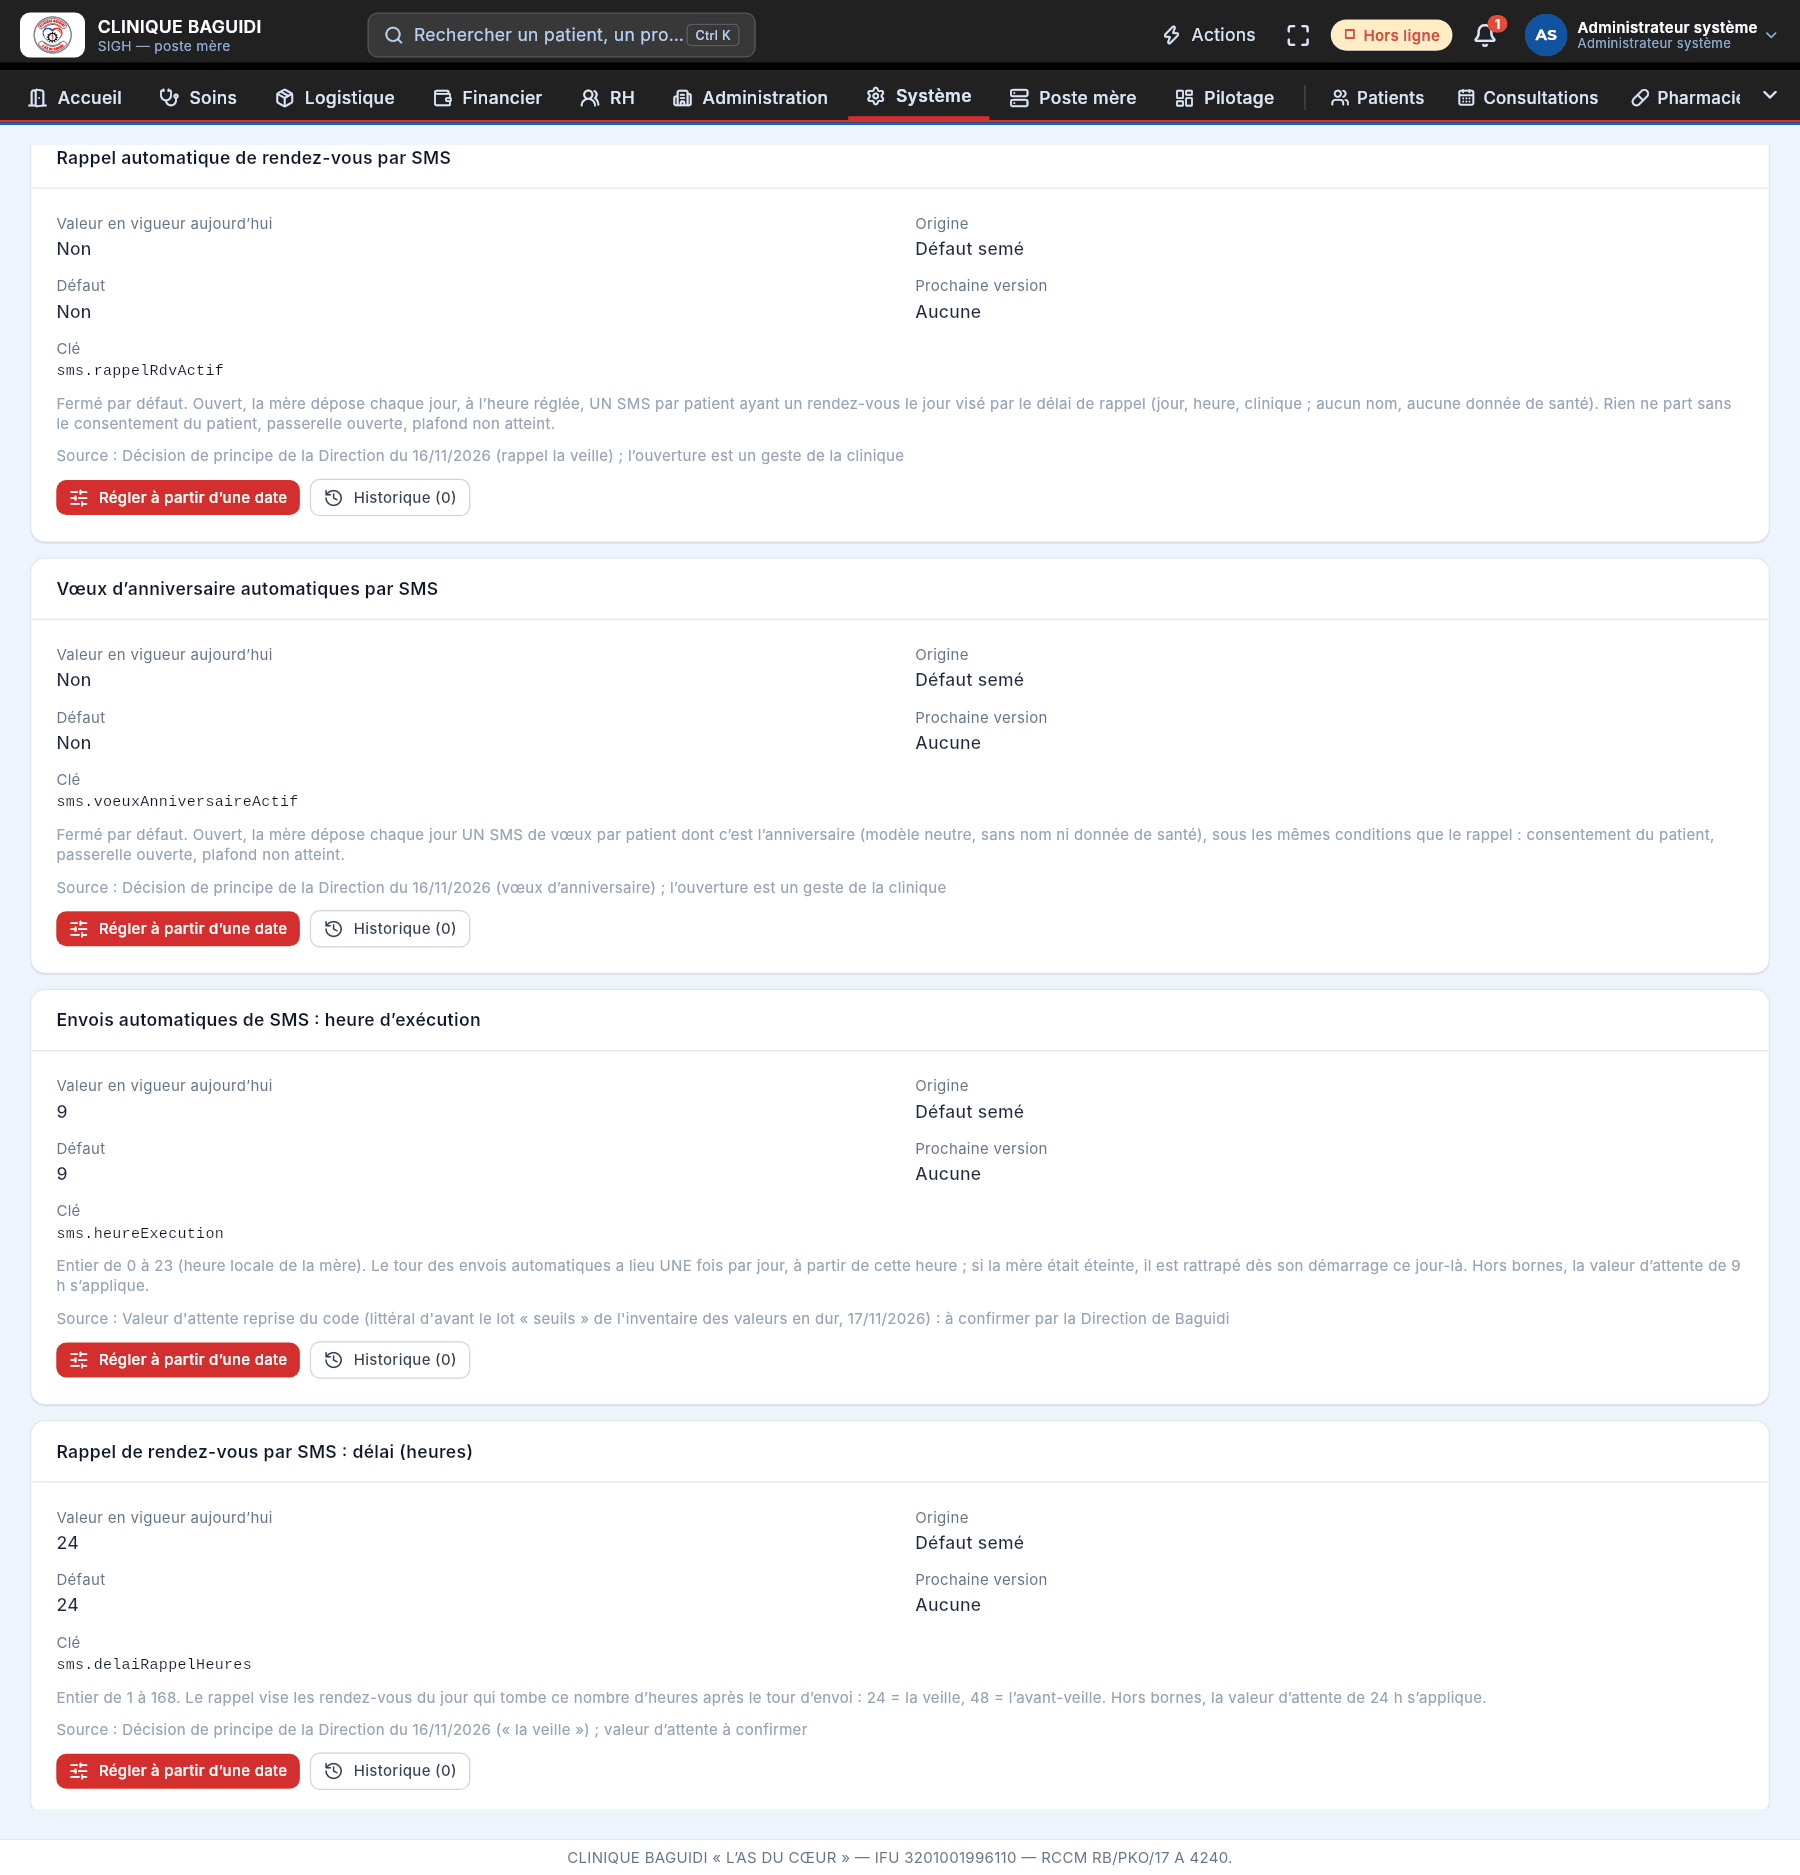 CLINIQUE BAGUIDI
SIGH — poste mère
Rechercher un patient, un pro...
Ctrl K
Actions
Hors ligne
1
AS
Administrateur système
Administrateur système
Accueil
Soins
Logistique
Financier
RH
Administration
Système
Poste mère
Pilotage
Patients
Consultations
Pharmacie
Rappel automatique de rendez-vous par SMS
Valeur en vigueur aujourd’hui
Origine
Non
Défaut semé
Défaut
Prochaine version
Non
Aucune
Clé
sms.rappelRdvActif
Fermé par défaut. Ouvert, la mère dépose chaque jour, à l’heure réglée, UN SMS par patient ayant un rendez-vous le jour visé par le délai de rappel (jour, heure, clinique ; aucun nom, aucune donnée de santé). Rien ne part sans
le consentement du patient, passerelle ouverte, plafond non atteint.
Source : Décision de principe de la Direction du 16/11/2026 (rappel la veille) ; l’ouverture est un geste de la clinique
Régler à partir d’une date
Historique (0)
Vœux d’anniversaire automatiques par SMS
Valeur en vigueur aujourd’hui
Origine
Non
Défaut semé
Défaut
Prochaine version
Non
Aucune
Clé
sms.voeuxAnniversaireActif
Fermé par défaut. Ouvert, la mère dépose chaque jour UN SMS de vœux par patient dont c’est l’anniversaire (modèle neutre, sans nom ni donnée de santé), sous les mêmes conditions que le rappel : consentement du patient,
passerelle ouverte, plafond non atteint.
Source : Décision de principe de la Direction du 16/11/2026 (vœux d’anniversaire) ; l’ouverture est un geste de la clinique
Régler à partir d’une date
Historique (0)
Envois automatiques de SMS : heure d’exécution
Valeur en vigueur aujourd’hui
Origine
9
Défaut semé
Défaut
Prochaine version
9
Aucune
Clé
sms.heureExecution
Entier de 0 à 23 (heure locale de la mère). Le tour des envois automatiques a lieu UNE fois par jour, à partir de cette heure ; si la mère était éteinte, il est rattrapé dès son démarrage ce jour-là. Hors bornes, la valeur d’attente de 9
h s’applique.
Source : Valeur d'attente reprise du code (littéral d'avant le lot « seuils » de l'inventaire des valeurs en dur, 17/11/2026) : à confirmer par la Direction de Baguidi
Régler à partir d’une date
Historique (0)
Rappel de rendez-vous par SMS : délai (heures)
Valeur en vigueur aujourd’hui
Origine
24
Défaut semé
Défaut
Prochaine version
24
Aucune
Clé
sms.delaiRappelHeures
Entier de 1 à 168. Le rappel vise les rendez-vous du jour qui tombe ce nombre d’heures après le tour d’envoi : 24 = la veille, 48 = l’avant-veille. Hors bornes, la valeur d’attente de 24 h s’applique.
Source : Décision de principe de la Direction du 16/11/2026 (« la veille ») ; valeur d’attente à confirmer
Régler à partir d’une date
Historique (0)
CLINIQUE BAGUIDI « L’AS DU CŒUR » — IFU 3201001996110 — RCCM RB/PKO/17 A 4240.